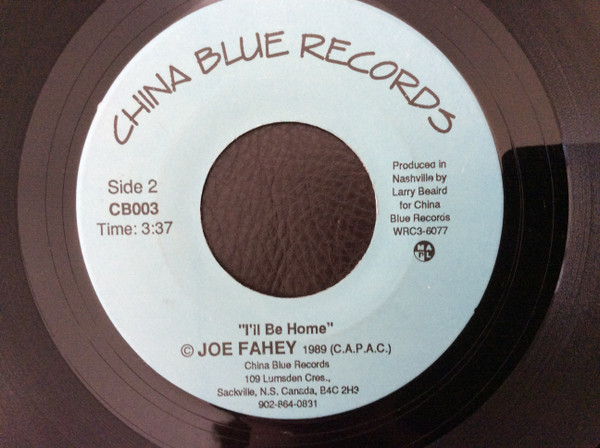 CHINA BLUE RECORDS
Side 2
CB003
Time: 3:37
Produced in
Nashville by
Larry Beaird
for China
Blue Records
WRC3-6077
M A
N L
"I'll Be Home"
© JOE FAHEY 1989 (C.A.P.A.C.)
China Blue Records
109 Lumsden Cres.,
Sackville, N.S. Canada, B4C 2H3
902-864-0831